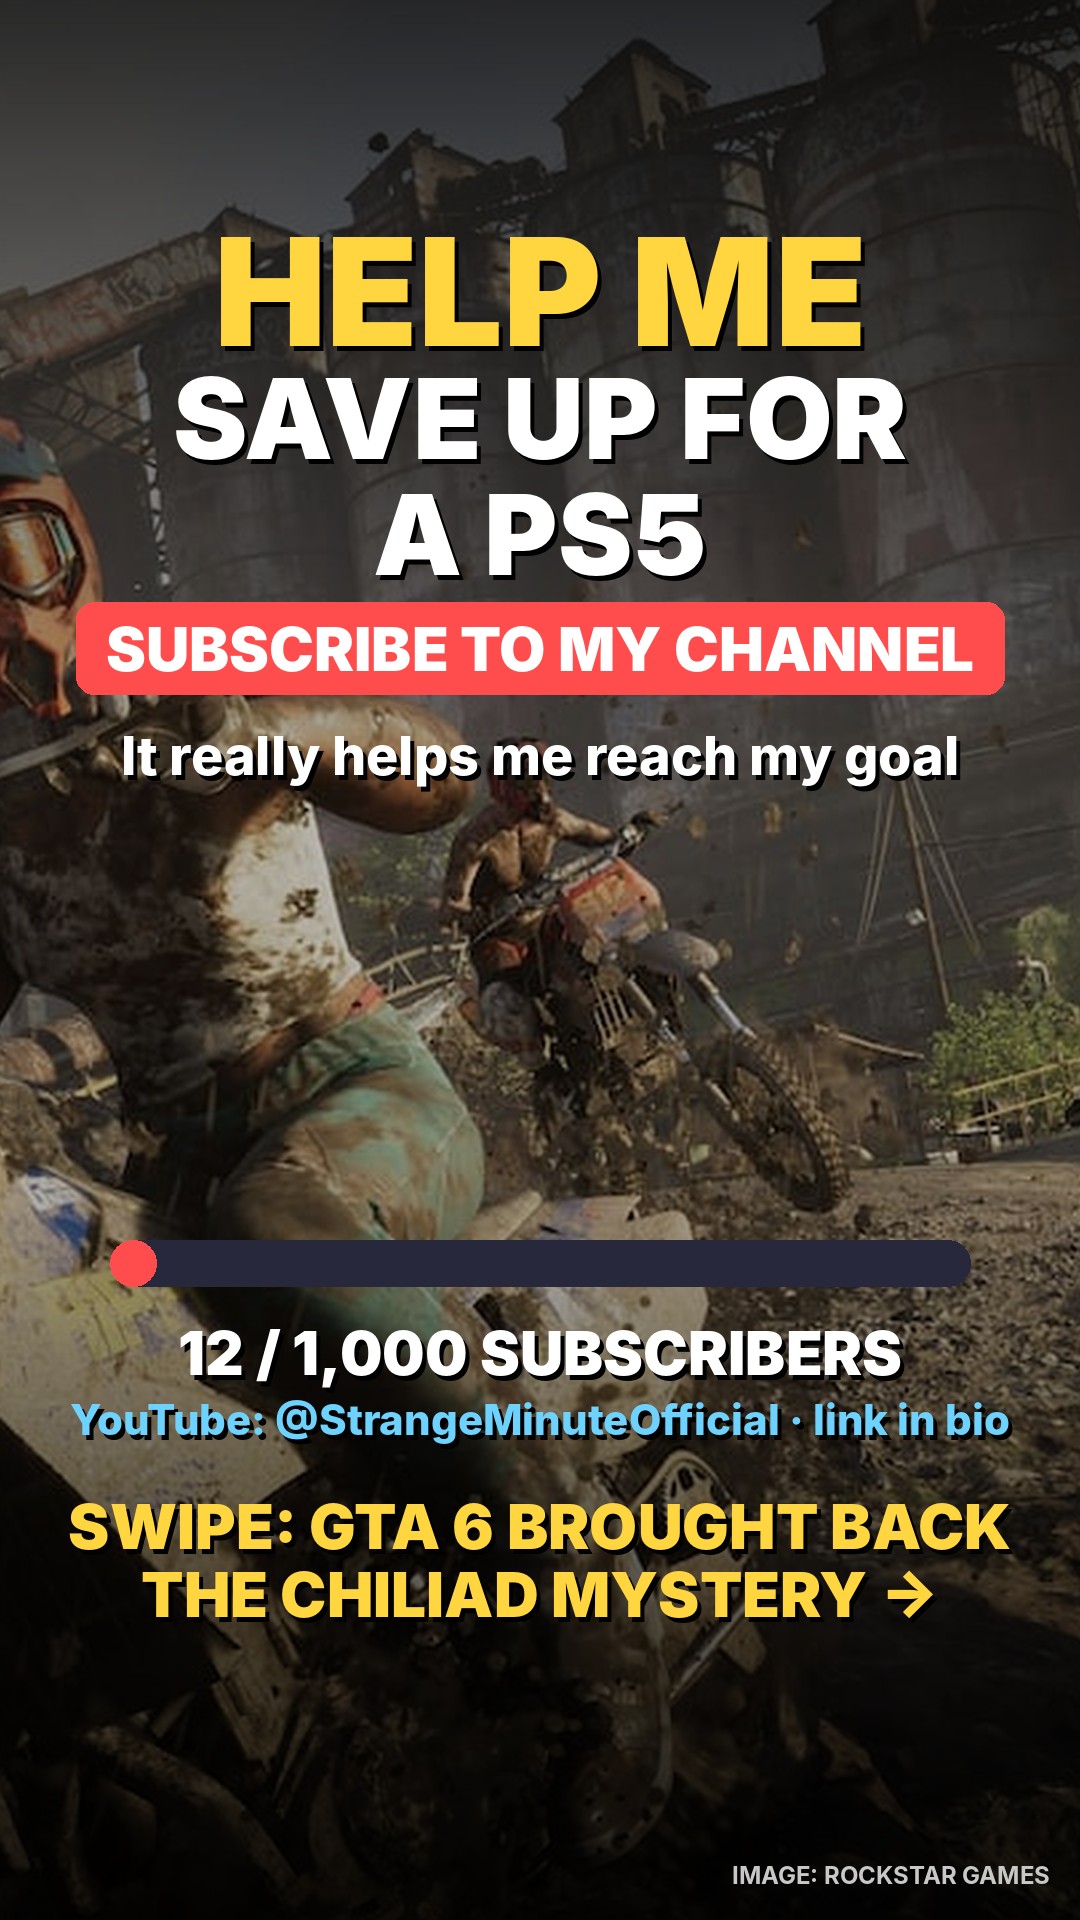 HELP ME
SAVE UP FOR
A PS5
SUBSCRIBE TO MY CHANNEL
It really helps me reach my goal
12 / 1,000 SUBSCRIBERS
YouTube: @StrangeMinuteOfficial · link in bio
SWIPE: GTA 6 BROUGHT BACK
THE CHILIAD MYSTERY →
IMAGE: ROCKSTAR GAMES